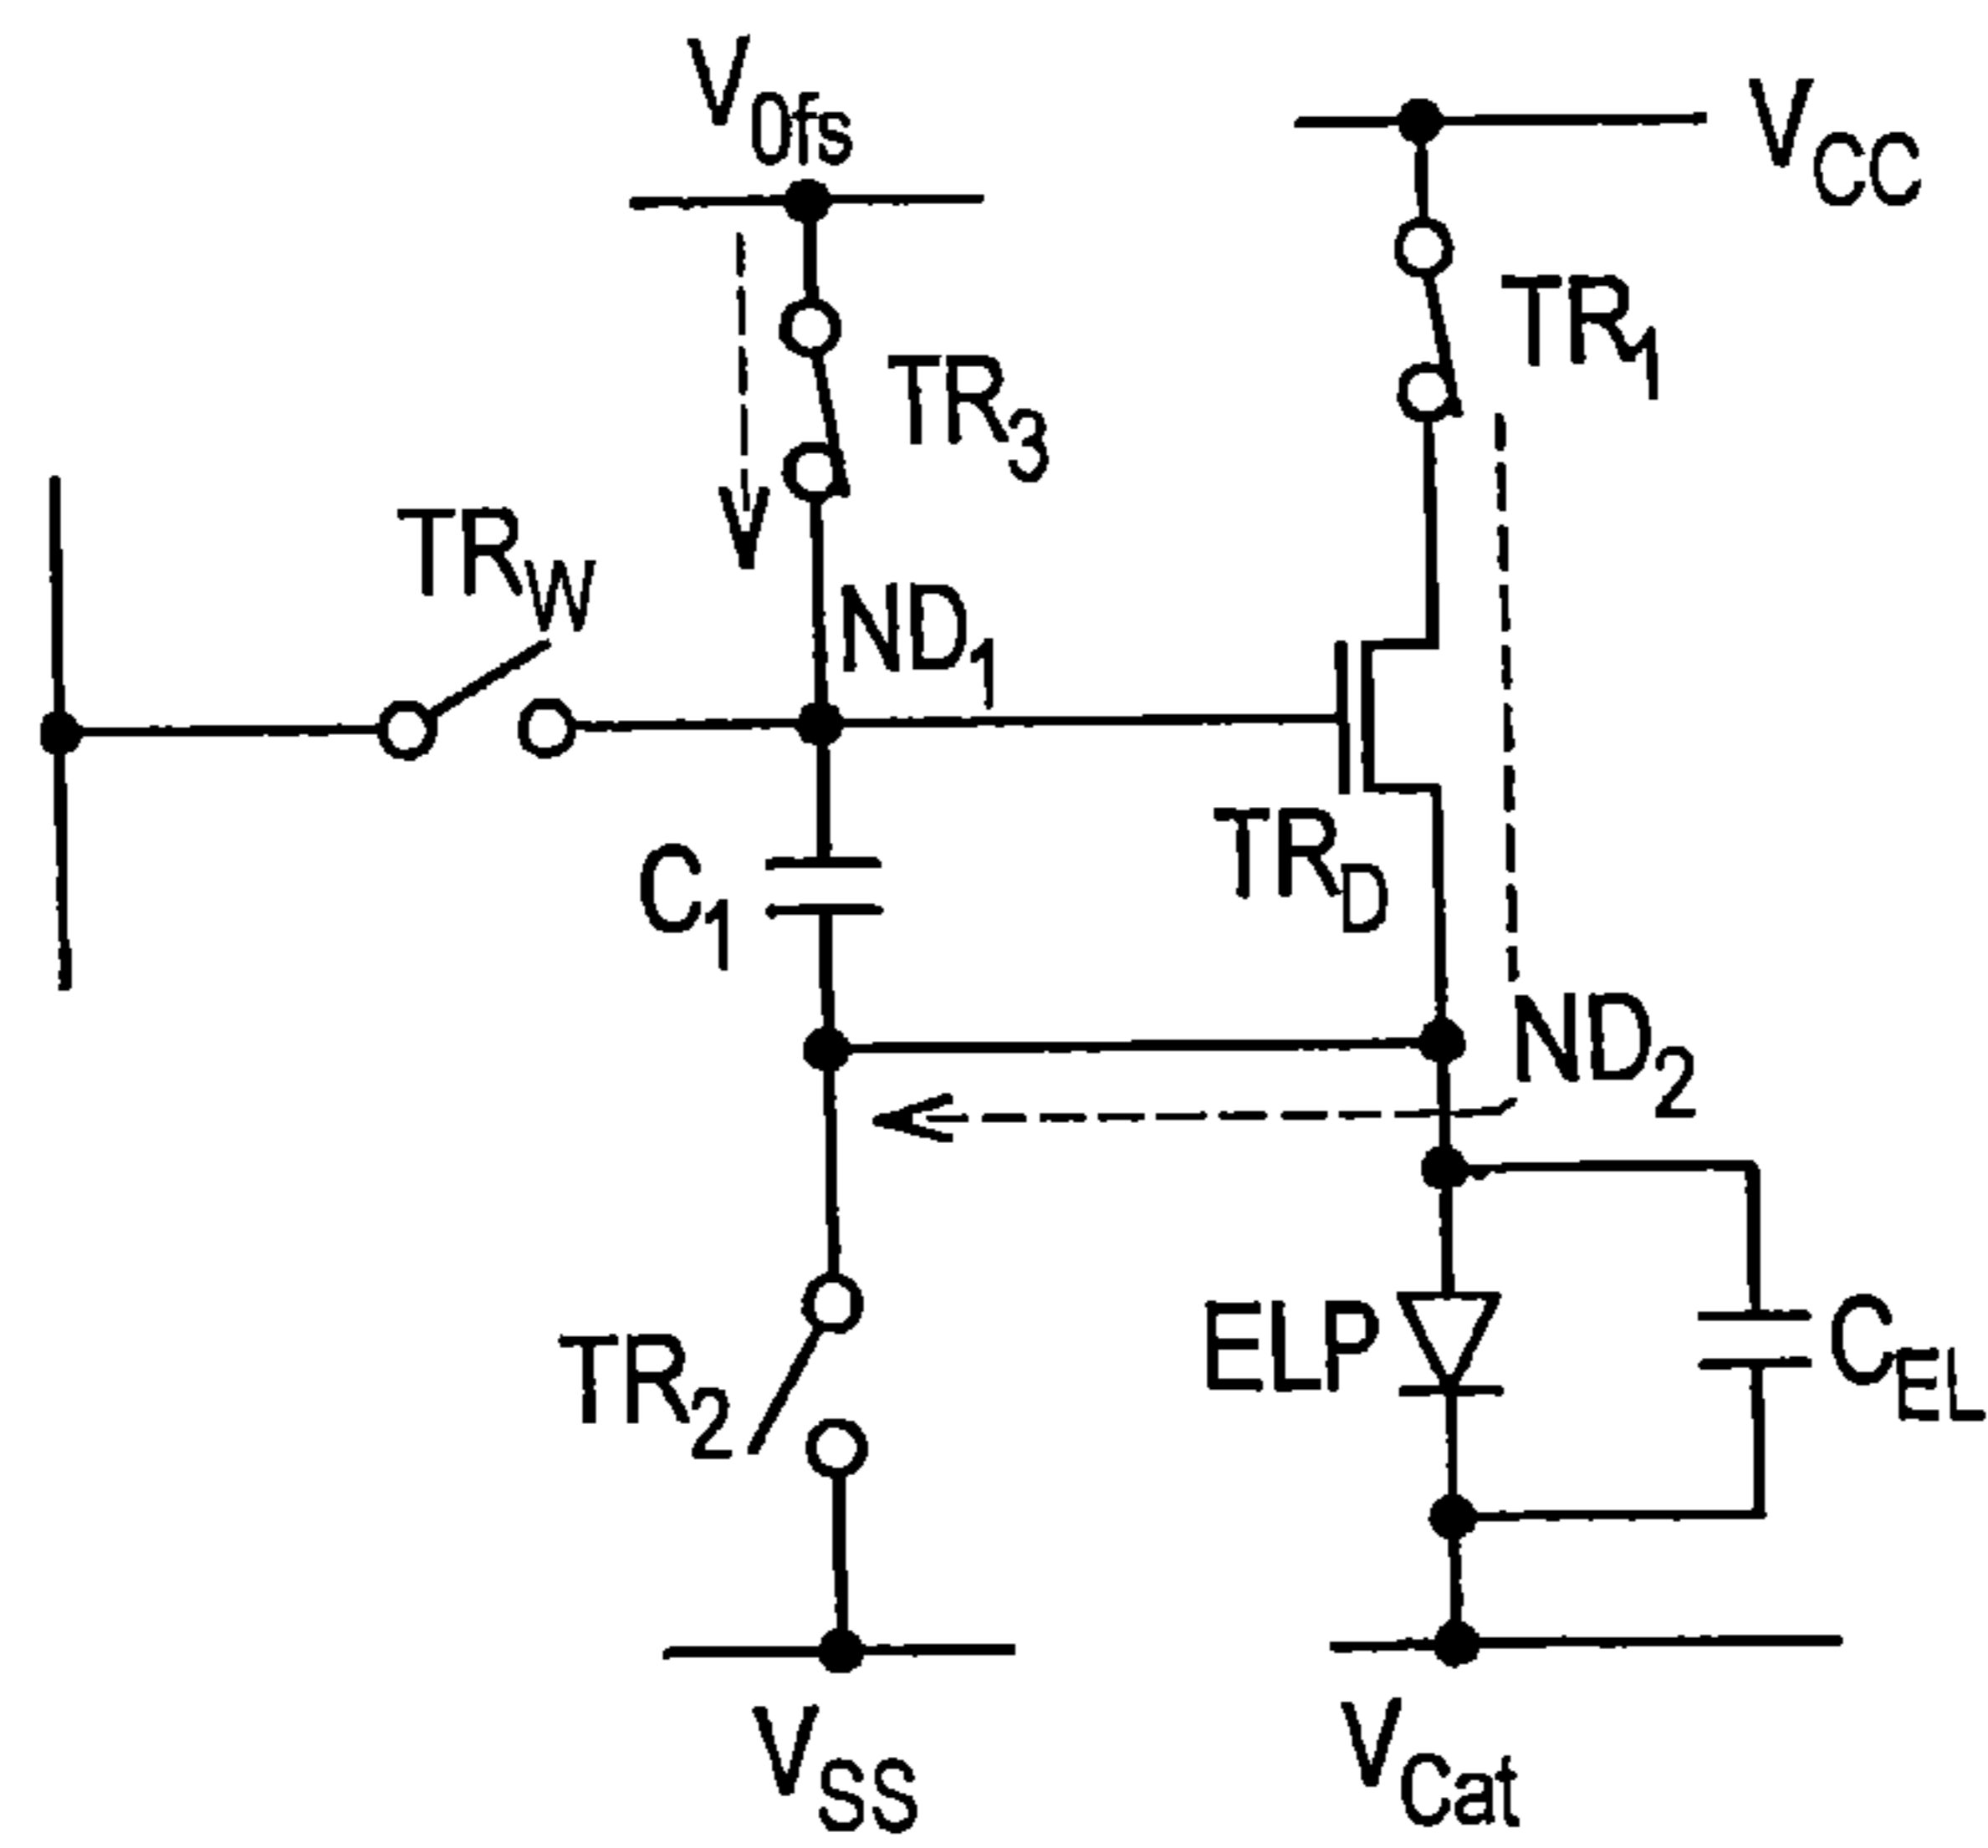 V0fs
VCC
TR1
TR3
TRW
ND1
TRD
C1
ND2
ELP
CEL
TR2
VSS
VCat